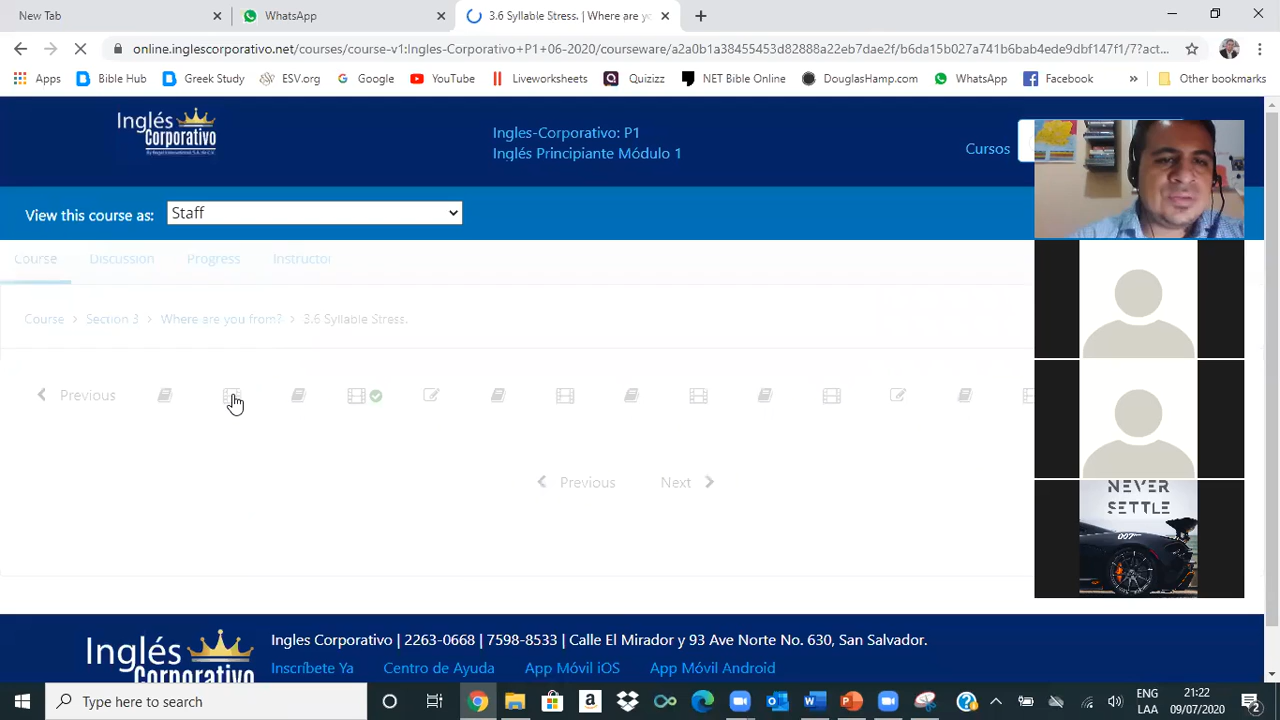 New Tab
WhatsApp
3.6 Syllable Stress. | Where are yo
online.inglescorporativo.net/courses/course-v1:Ingles-Corporativo+P1+06-2020/courseware/a2a0b1a38455453d82888a22eb7dae2f/b6da15b027a741b6bab4ede9dbf147f1/7?act...
Apps
Bible Hub
Greek Study
ESV.org
Google
YouTube
Liveworksheets
Quizizz
NET Bible Online
DouglasHamp.com
WhatsApp
Facebook
»
Other bookmarks
Inglés
Corporativo
Ingles-Corporativo: P1
Inglés Principiante Módulo 1
Cursos
View this course as:
Staff
Course
Discussion
Progress
Instructor
Course > Section 3 > Where are you from? > 3.6 Syllable Stress.
Previous
Previous
Next
NEVER
SETTLE
007
Inglés
Corporativo
Ingles Corporativo | 2263-0668 | 7598-8533 | Calle El Mirador y 93 Ave Norte No. 630, San Salvador.
Inscríbete Ya
Centro de Ayuda
App Móvil iOS
App Móvil Android
Type here to search
ENG
LAA
21:22
09/07/2020
2